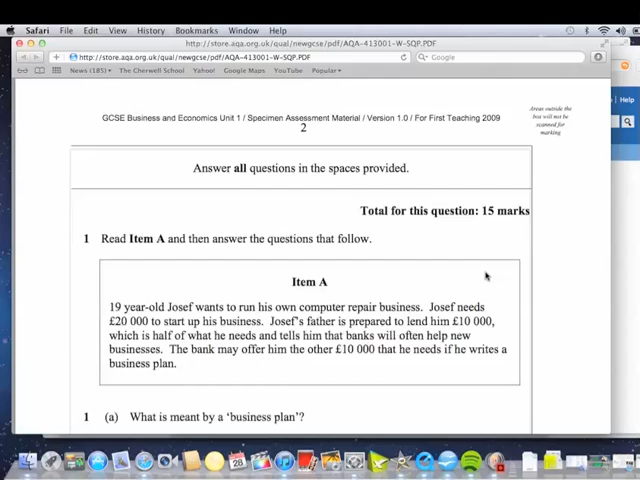 Safari File Edit View History Bookmarks Window Help
http://store.aqa.org.uk/qual/newgcse/pdf/AQA-413001-W-SQP.PDF
http://store.aqa.org.uk/qual/newgcse/pdf/AQA-413001-W-SQP.PDF Google
News (185) The Cherwell School Yahoo! Google Maps YouTube Popular
Help
GCSE Business and Economics Unit 1 / Specimen Assessment Material / Version 1.0 / For First Teaching 2009
2
Areas outside the
box will not be
scanned for
marking
Answer all questions in the spaces provided.
Total for this question: 15 marks
1 Read Item A and then answer the questions that follow.
Item A
19 year-old Josef wants to run his own computer repair business. Josef needs
£20 000 to start up his business. Josef's father is prepared to lend him £10 000,
which is half of what he needs and tells him that banks will often help new
businesses. The bank may offer him the other £10 000 that he needs if he writes a
business plan.
1 (a) What is meant by a 'business plan'?
28